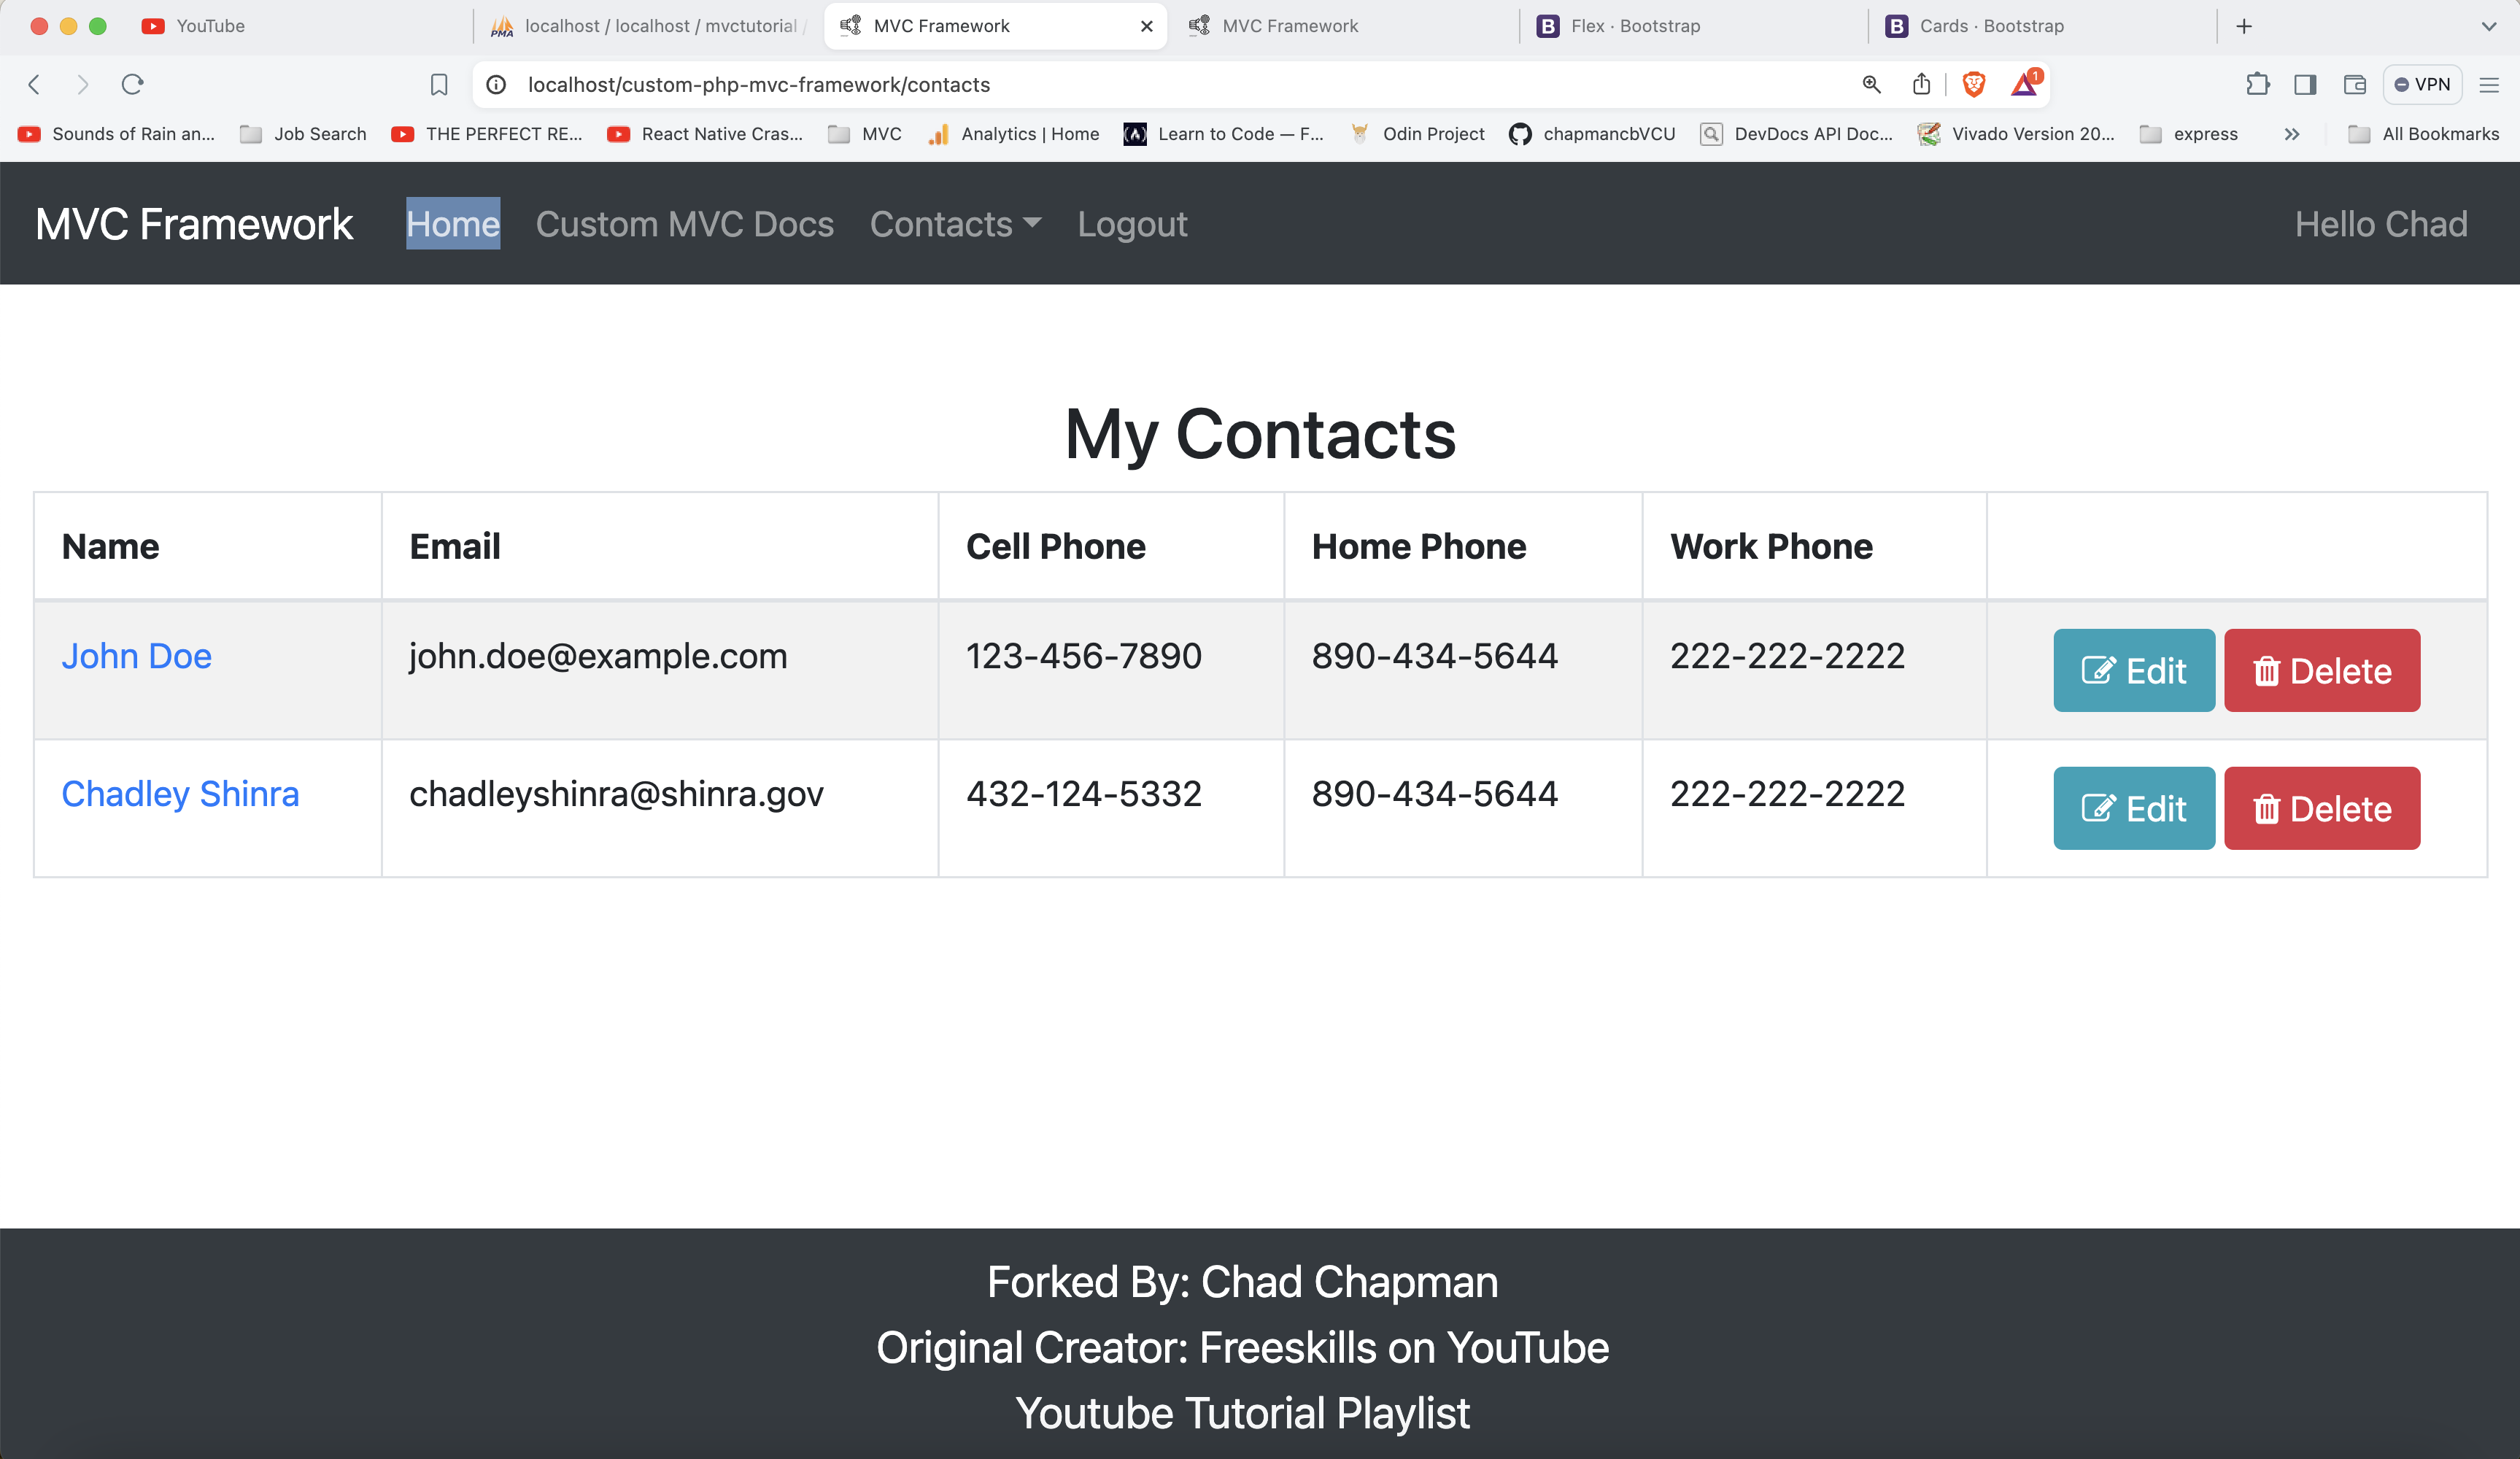 YouTube
PMA localhost / localhost / mvctutorial /
MVC Framework
MVC Framework
B Flex · Bootstrap
B Cards · Bootstrap
localhost/custom-php-mvc-framework/contacts
1
VPN
Sounds of Rain an...
Job Search
THE PERFECT RE...
React Native Cras...
MVC
Analytics | Home
Learn to Code — F...
Odin Project
chapmancbVCU
DevDocs API Doc...
Vivado Version 20...
express
All Bookmarks
MVC Framework Home Custom MVC Docs Contacts Logout Hello Chad
My Contacts
Name Email Cell Phone Home Phone Work Phone
John Doe john.doe@example.com 123-456-7890 890-434-5644 222-222-2222 Edit Delete
Chadley Shinra chadleyshinra@shinra.gov 432-124-5332 890-434-5644 222-222-2222 Edit Delete
Forked By: Chad Chapman
Original Creator: Freeskills on YouTube
Youtube Tutorial Playlist